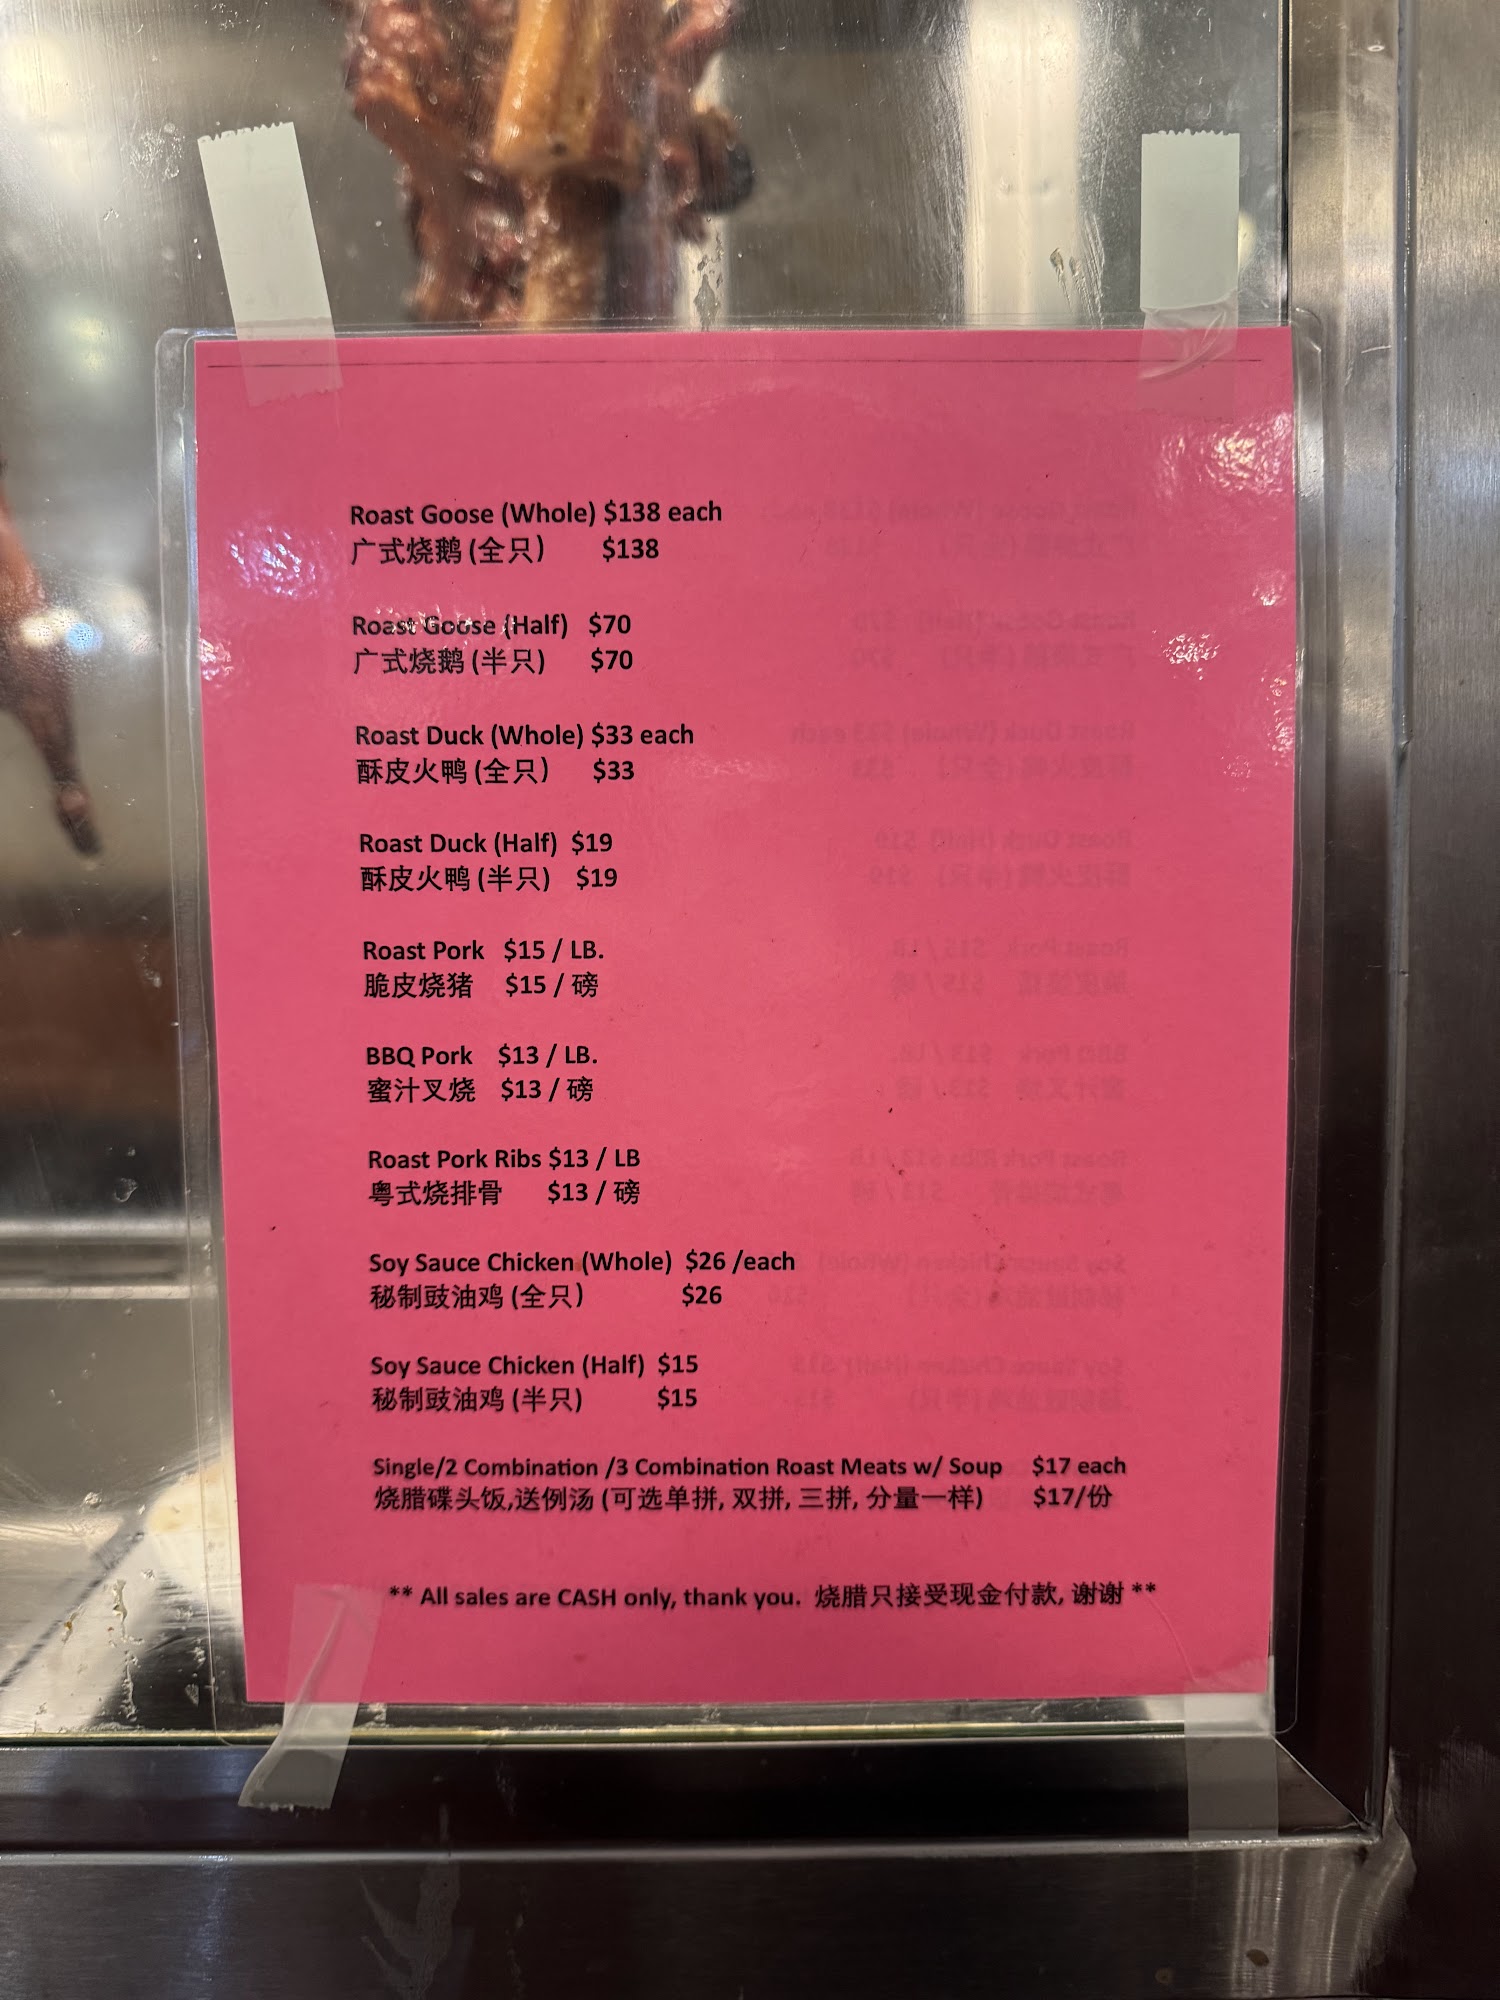 Roast Goose (Whole) $138 each
广式烧鹅 (全只) $138
Roast Goose (Half) $70
广式烧鹅 (半只) $70
Roast Duck (Whole) $33 each
酥皮火鸭 (全只) $33
Roast Duck (Half) $19
酥皮火鸭 (半只) $19
Roast Pork $15 / LB.
脆皮烧猪 $15 / 磅
BBQ Pork $13 / LB.
蜜汁叉烧 $13 / 磅
Roast Pork Ribs $13 / LB
粤式烧排骨 $13 / 磅
Soy Sauce Chicken (Whole) $26 /each
秘制豉油鸡 (全只) $26
Soy Sauce Chicken (Half) $15
秘制豉油鸡 (半只) $15
Single/2 Combination /3 Combination Roast Meats w/ Soup $17 each
烧腊碟头饭,送例汤 (可选单拼, 双拼, 三拼, 分量一样) $17/份
** All sales are CASH only, thank you. 烧腊只接受现金付款, 谢谢 **